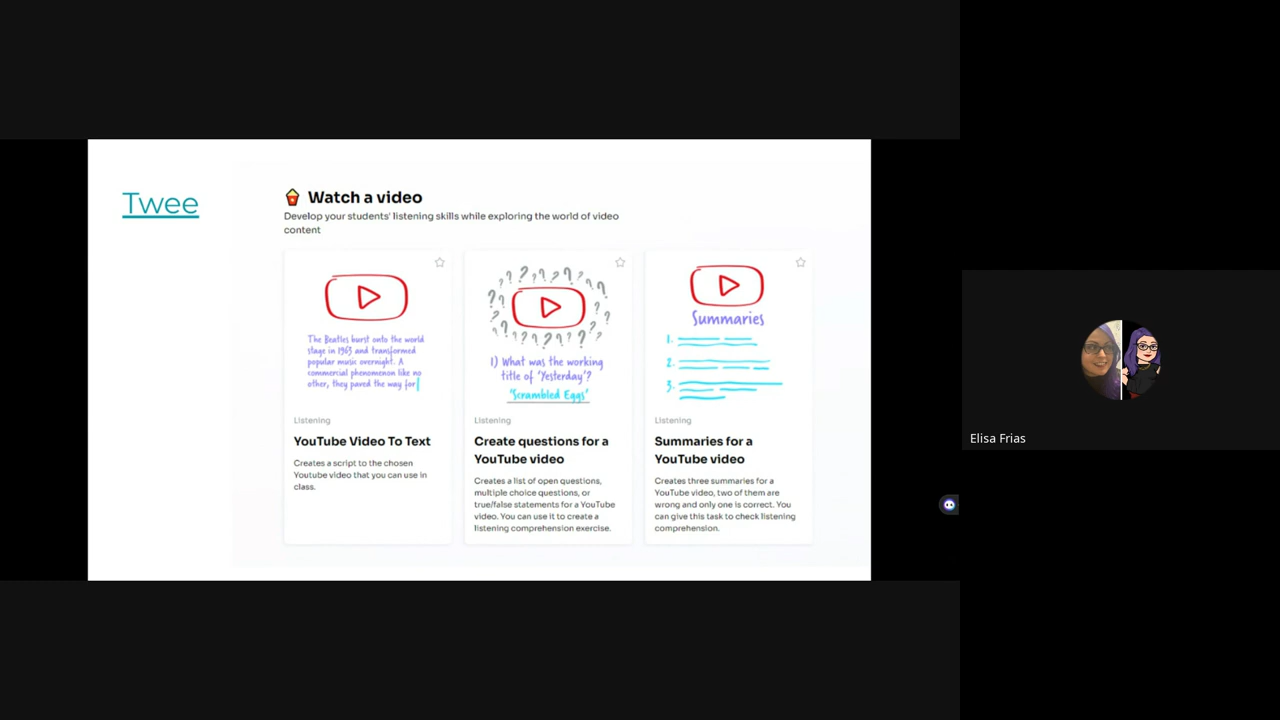 Twee
Watch a video
Develop your students' listening skills while exploring the world of video
content
The Beatles burst onto the world
stage in 1963 and transformed
popular music overnight. A
commercial phenomenon like no
other, they paved the way for
Listening
YouTube Video To Text
Creates a script to the chosen
Youtube video that you can use in
class.
? ? ? ? ? ? ? ? ? ? ? ? ? ? ? ? ? ? ? ? ? ? ? ?
1) What was the working
title of 'Yesterday'?
'Scrambled Eggs'
Listening
Create questions for a
YouTube video
Creates a list of open questions,
multiple choice questions, or
true/false statements for a YouTube
video. You can use it to create a
listening comprehension exercise.
Summaries
1.
2.
3.
Listening
Summaries for a
YouTube video
Creates three summaries for a
YouTube video, two of them are
wrong and only one is correct. You
can give this task to check listening
comprehension.
Elisa Frias